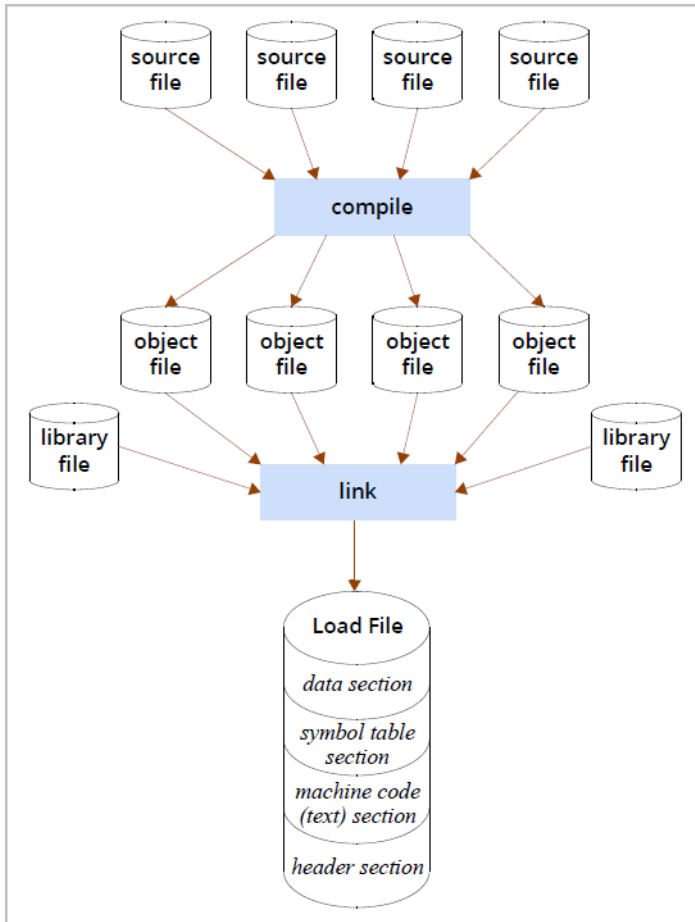 source
file
source
file
source
file
source
file
compile
object
file
object
file
object
file
object
file
library
file
library
file
link
Load File
data section
symbol table
section
machine code
(text) section
header section